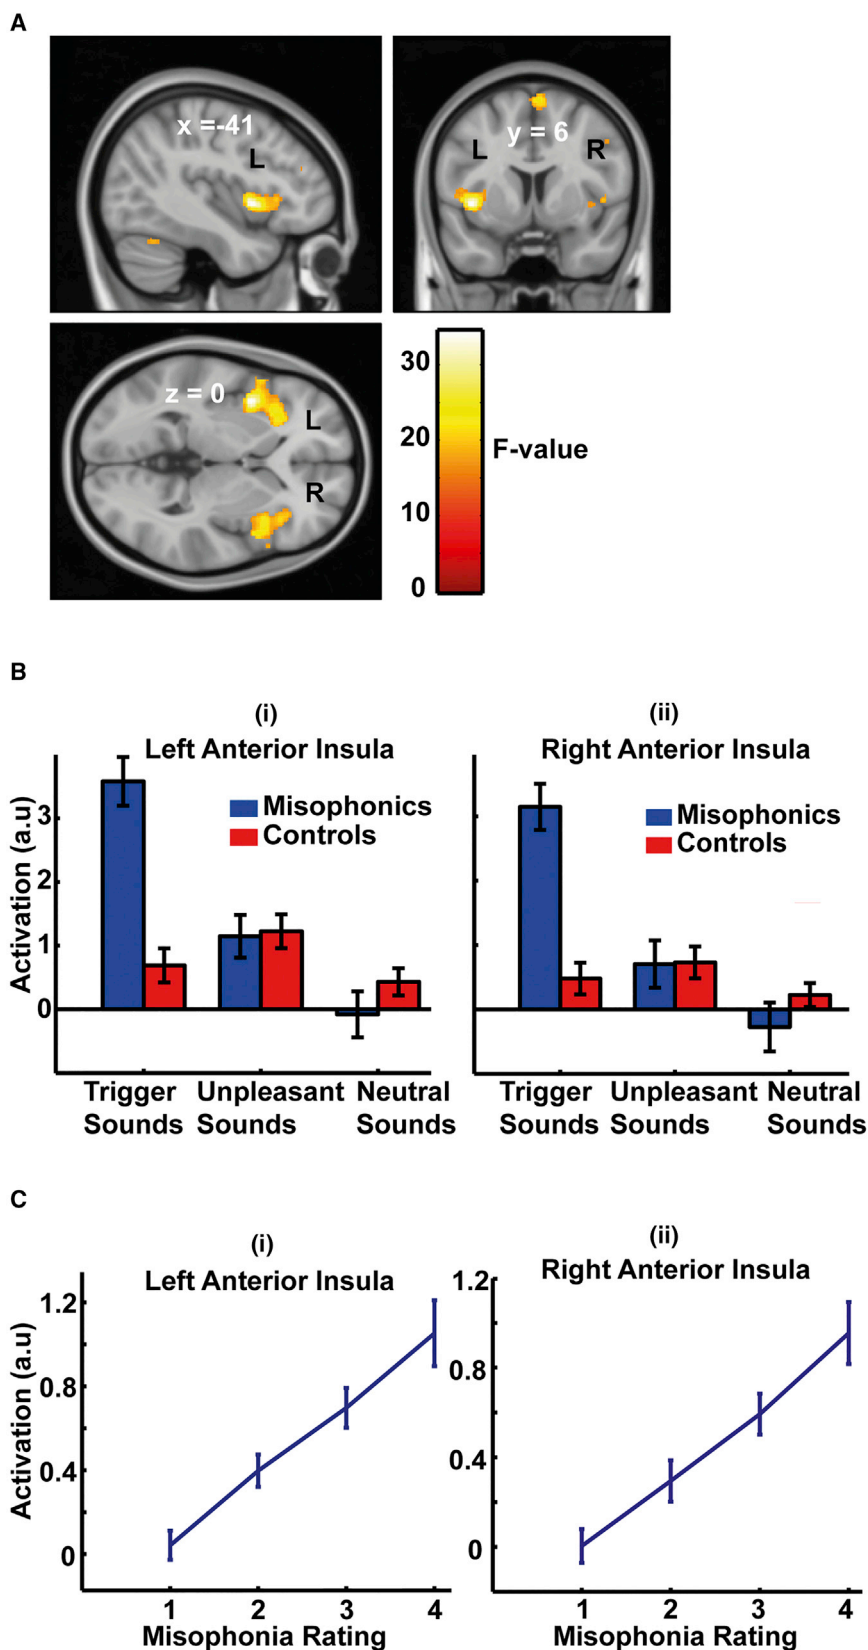 A
x =-41
L
L
y = 6
R
z = 0
L
R
30
20
10
0
F-value
B
(i)
Left Anterior Insula
Misophonics
Controls
Activation (a.u)
3
2
1
0
Trigger
Sounds
Unpleasant
Sounds
Neutral
Sounds
(ii)
Right Anterior Insula
Misophonics
Controls
Trigger
Sounds
Unpleasant
Sounds
Neutral
Sounds
C
(i)
Left Anterior Insula
Activation (a.u)
1.2
0.8
0.4
0
1 2 3 4
Misophonia Rating
(ii)
Right Anterior Insula
1.2
0.8
0.4
0
1 2 3 4
Misophonia Rating